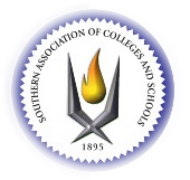 SOUTHERN ASSOCIATION OF COLLEGES AND SCHOOLS
1895